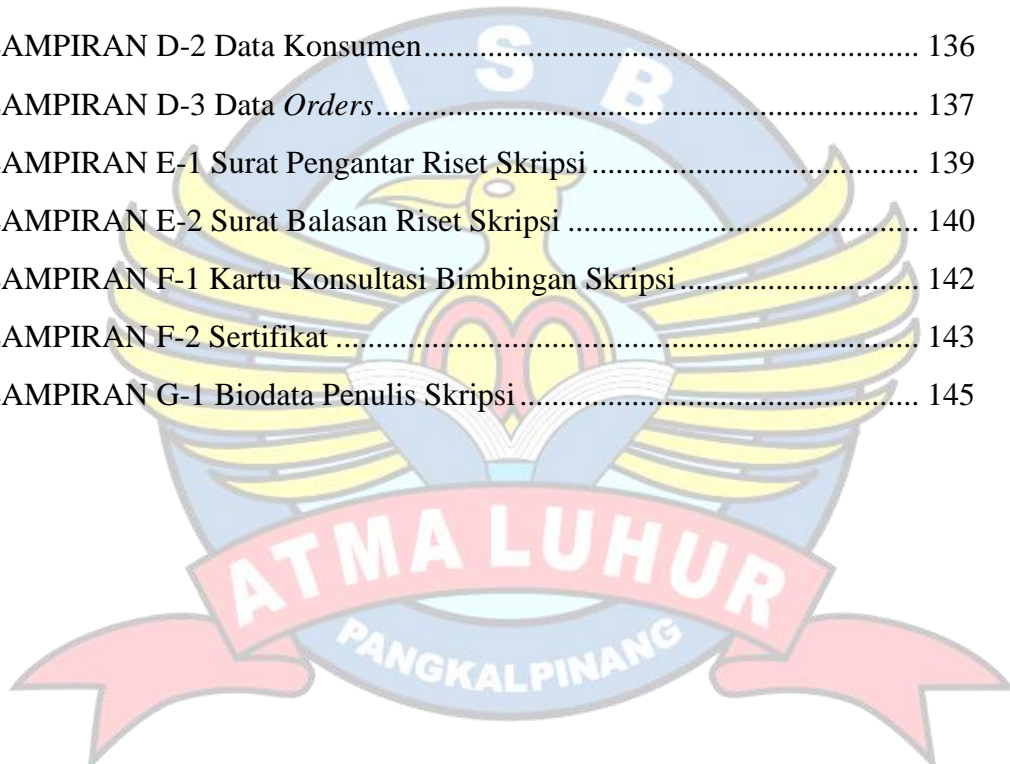 AMPIRAN D-2 Data Konsumen.......................................................... 136
AMPIRAN D-3 Data Orders................................................................ 137
AMPIRAN E-1 Surat Pengantar Riset Skripsi ....................................... 139
AMPIRAN E-2 Surat Balasan Riset Skripsi .......................................... 140
AMPIRAN F-1 Kartu Konsultasi Bimbingan Skripsi............................. 142
AMPIRAN F-2 Sertifikat ...................................................................... 143
AMPIRAN G-1 Biodata Penulis Skripsi................................................ 145
I S B
ATMA LUHUR
PANGKALPINANG